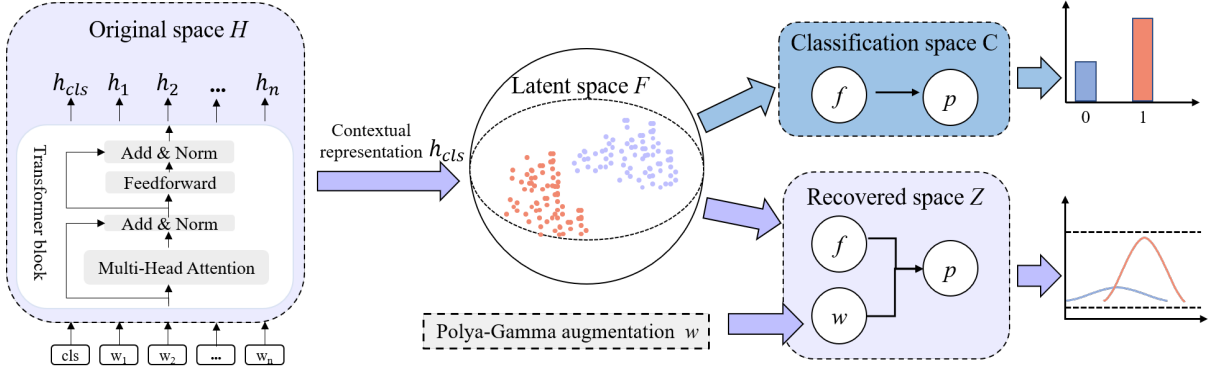 Original space H
h_cls h_1 h_2 ... h_n
Transformer block
Add & Norm
Feedforward
Add & Norm
Multi-Head Attention
cls w_1 w_2 ... w_n
Contextual
representation h_cls
Latent space F
Polya-Gamma augmentation w
Classification space C
f p
0 1
Recovered space Z
f
p
w